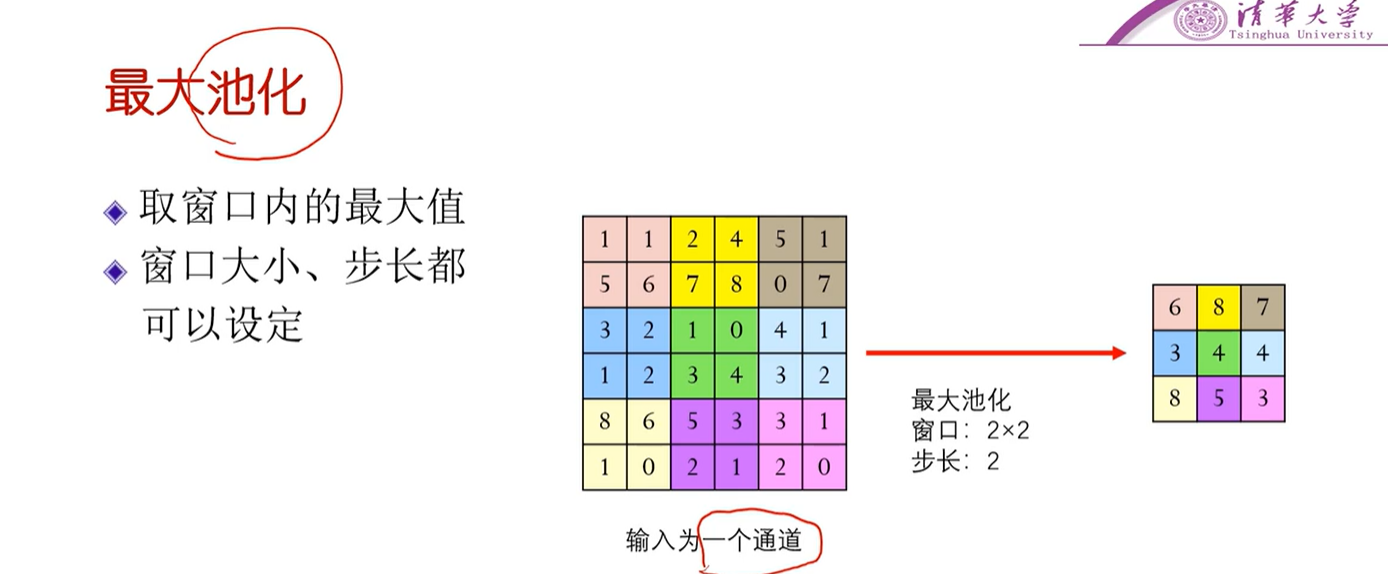 清华大学
Tsinghua University
最大池化
取窗口内的最大值
窗口大小、步长都
可以设定
1 1 2 4 5 1
5 6 7 8 0 7
3 2 1 0 4 1
1 2 3 4 3 2
8 6 5 3 3 1
1 0 2 1 2 0
输入为一个通道
最大池化
窗口：2×2
步长：2
6 8 7
3 4 4
8 5 3